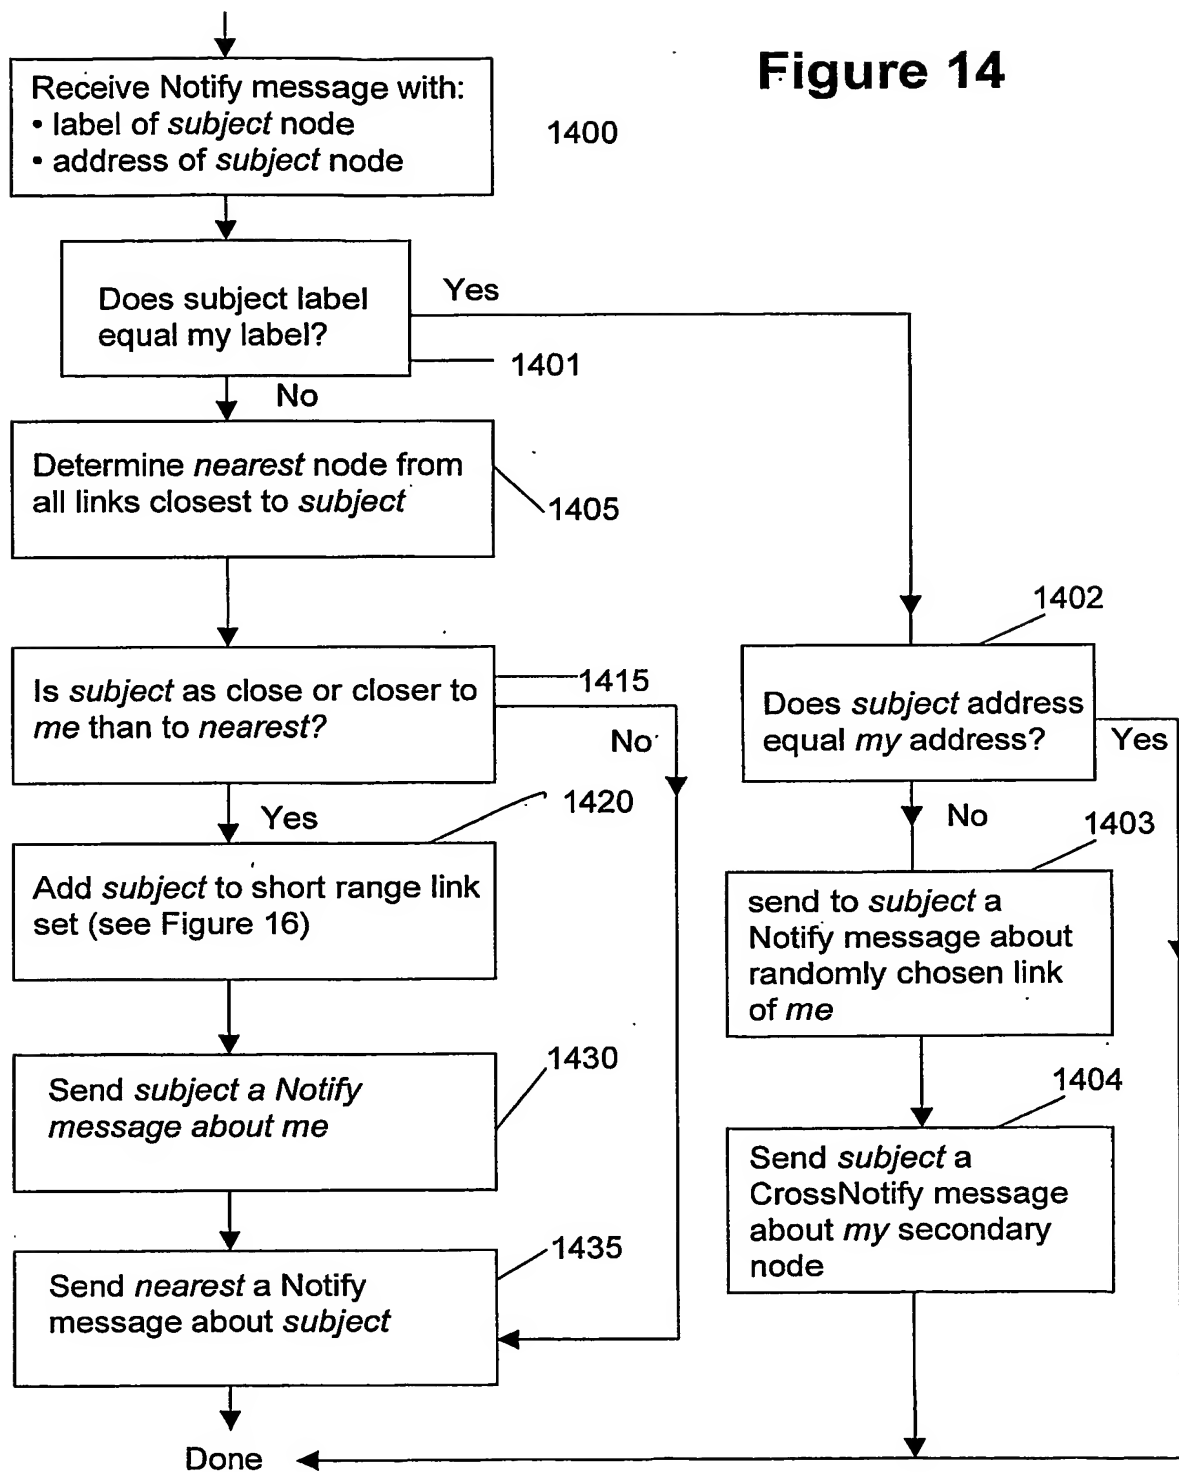 Figure 14
Receive Notify message with:
• label of subject node
• address of subject node
1400
Does subject label
equal my label?
Yes
1401
No
Determine nearest node from
all links closest to subject
1405
1402
Is subject as close or closer to
me than to nearest?
1415
No
Does subject address
equal my address?
Yes
Yes
1420
No
1403
Add subject to short range link
set (see Figure 16)
send to subject a
Notify message about
randomly chosen link
of me
1430
Send subject a Notify
message about me
1404
Send subject a
CrossNotify message
about my secondary
node
1435
Send nearest a Notify
message about subject
Done